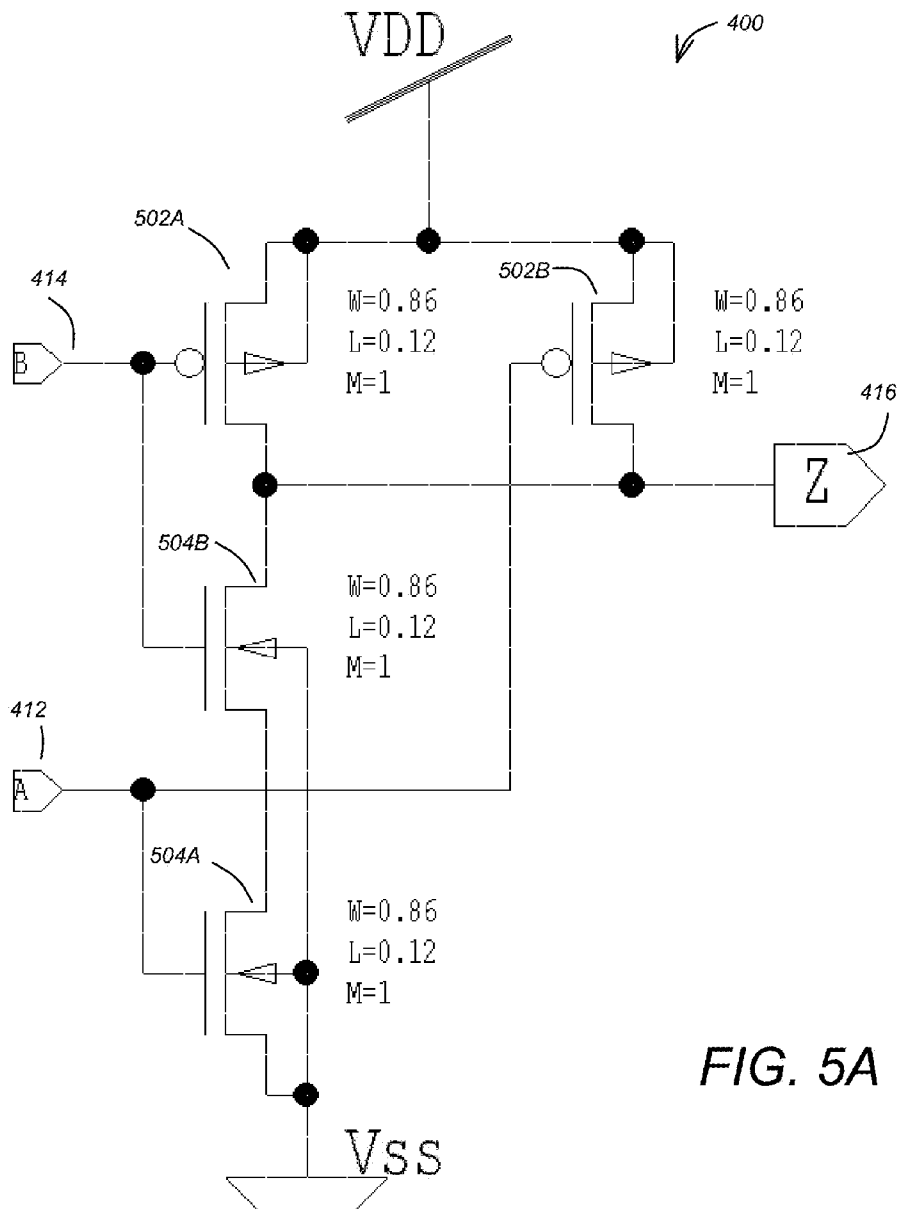 VDD
400
502A
502B
414
W=0.86
L=0.12
M=1
W=0.86
L=0.12
M=1
B
416
Z
504B
W=0.86
L=0.12
M=1
412
A
504A
W=0.86
L=0.12
M=1
FIG. 5A
Vss